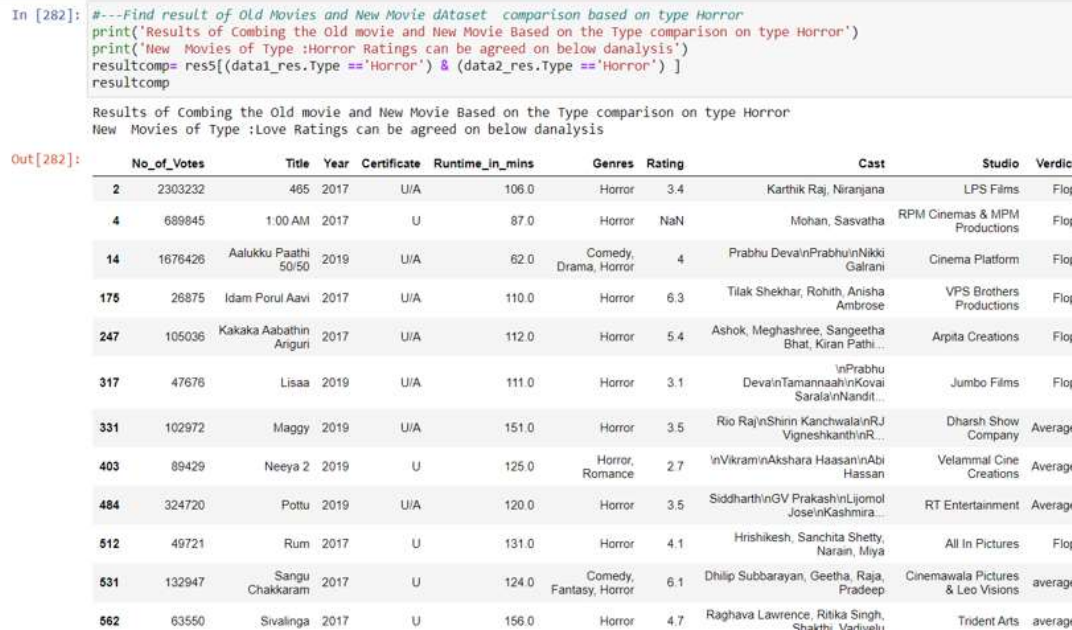 In [282]: #---Find result of Old Movies and New Movie dAtaset comparison based on type Horror
print('Results of Combing the Old movie and New Movie Based on the Type comparison on type Horror')
print('New Movies of Type :Horror Ratings can be agreed on below danalysis')
resultcomp= res5[(data1_res.Type =='Horror') & (data2_res.Type =='Horror') ]
resultcomp
Results of Combing the Old movie and New Movie Based on the Type comparison on type Horror
New Movies of Type :Love Ratings can be agreed on below danalysis
Out[282]:
No_of_Votes Title Year Certificate Runtime_in_mins Genres Rating Cast Studio Verdic
2 2303232 465 2017 U/A 106.0 Horror 3.4 Karthik Raj, Niranjana LPS Films Flop
4 689845 1:00 AM 2017 U 87.0 Horror NaN Mohan, Sasvatha RPM Cinemas & MPM Productions Flop
14 1676426 Aalukku Paathi 50/50 2019 U/A 62.0 Comedy, Drama, Horror 4 Prabhu Deva\nPrabhu\nNikki Galrani Cinema Platform Flop
175 26875 Idam Porul Aavi 2017 U/A 110.0 Horror 6.3 Tilak Shekhar, Rohith, Anisha Ambrose VPS Brothers Productions Flop
247 105036 Kakaka Aabathin Ariguri 2017 U/A 112.0 Horror 5.4 Ashok, Meghashree, Sangeetha Bhat, Kiran Pathi... Arpita Creations Flop
317 47676 Lisaa 2019 U/A 111.0 Horror 3.1 \nPrabhu Deva\nTamannaah\nKovai Sarala\nNandit... Jumbo Films Flop
331 102972 Maggy 2019 U/A 151.0 Horror 3.5 Rio Raj\nShirin Kanchwala\nRJ Vigneshkanth\nR... Dharsh Show Company Average
403 89429 Neeya 2 2019 U 125.0 Horror, Romance 2.7 \nVikram\nAkshara Haasan\nAbi Hassan Velammal Cine Creations Average
484 324720 Pottu 2019 U/A 120.0 Horror 3.5 Siddharth\nGV Prakash\nLijomol Jose\nKashmira... RT Entertainment Average
512 49721 Rum 2017 U 131.0 Horror 4.1 Hrishikesh, Sanchita Shetty, Narain, Miya All In Pictures Flop
531 132947 Sangu Chakkaram 2017 U 124.0 Comedy, Fantasy, Horror 6.1 Dhilip Subbarayan, Geetha, Raja, Pradeep Cinemawala Pictures & Leo Visions average
562 63550 Sivalinga 2017 U 156.0 Horror 4.7 Raghava Lawrence, Ritika Singh, Shakthi, Vadivelu Trident Arts average